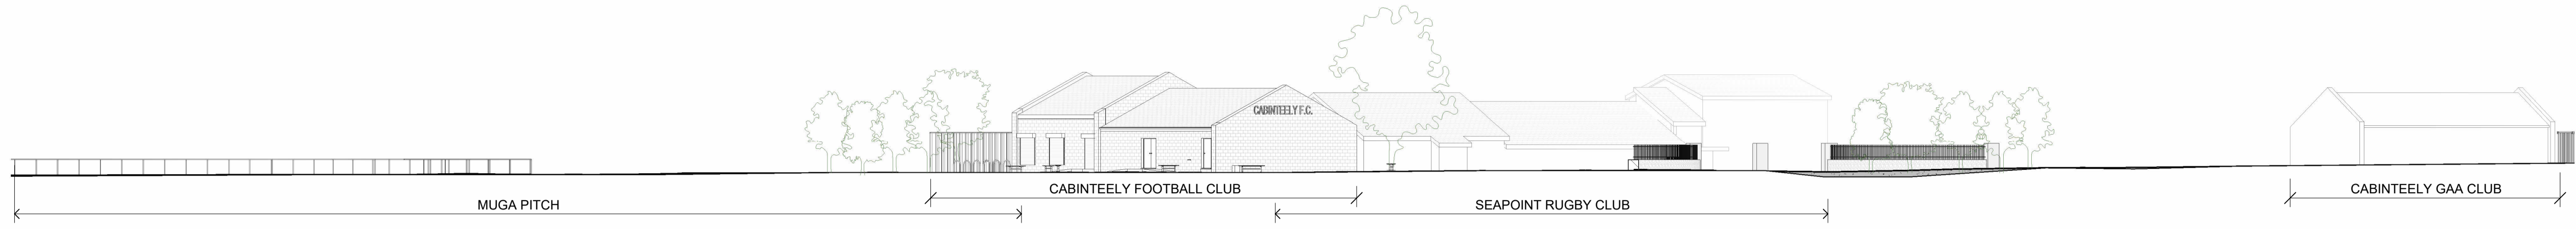 CABINTEELY F.C.
CABINTEELY FOOTBALL CLUB
CABINTEELY GAA CLUB
MUGA PITCH
SEAPOINT RUGBY CLUB